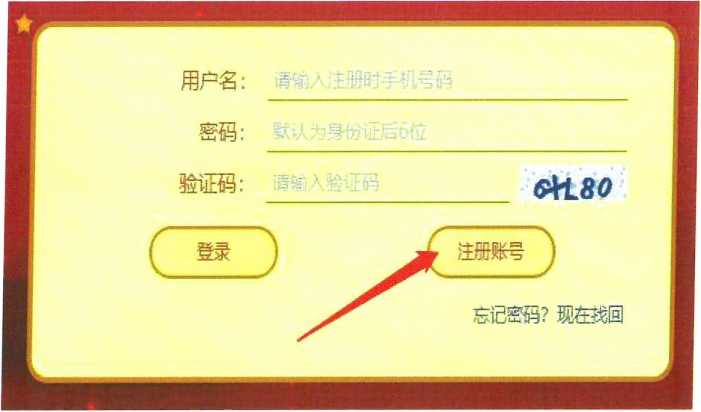 用户名： 请输入注册时手机号码
密码： 默认为身份证后6位
验证码： 请输入验证码
登录 注册账号
忘记密码？现在找回